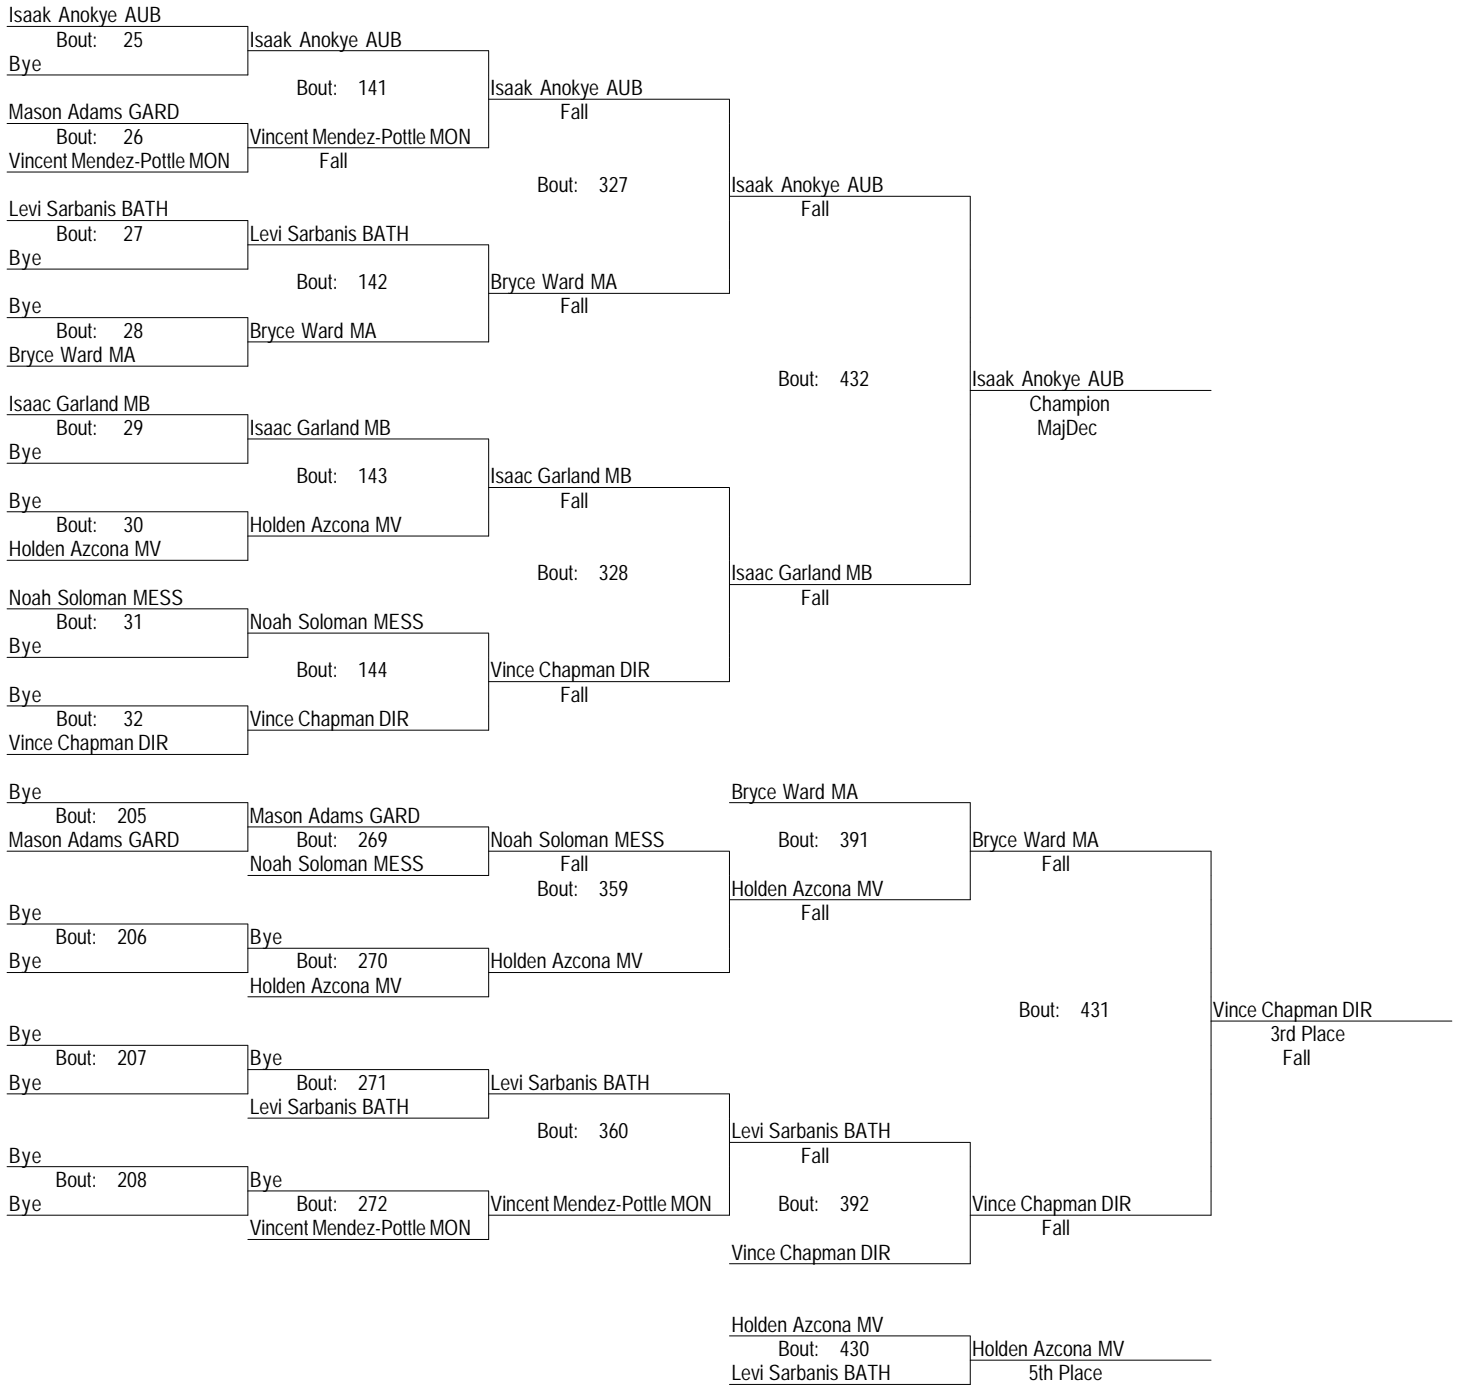 Isaak Anokye AUB
Bout: 25 Isaak Anokye AUB
Bye
Bout: 141 Isaak Anokye AUB
Mason Adams GARD Fall
Bout: 26 Vincent Mendez-Pottle MON
Vincent Mendez-Pottle MON Fall
Bout: 327 Isaak Anokye AUB
Levi Sarbanis BATH Fall
Bout: 27 Levi Sarbanis BATH
Bye
Bout: 142 Bryce Ward MA
Bye Fall
Bout: 28 Bryce Ward MA
Bryce Ward MA
Bout: 432 Isaak Anokye AUB
Isaac Garland MB Champion
Bout: 29 Isaac Garland MB MajDec
Bye
Bout: 143 Isaac Garland MB
Bye Fall
Bout: 30 Holden Azcona MV
Holden Azcona MV
Bout: 328 Isaac Garland MB
Noah Soloman MESS Fall
Bout: 31 Noah Soloman MESS
Bye
Bout: 144 Vince Chapman DIR
Bye Fall
Bout: 32 Vince Chapman DIR
Vince Chapman DIR
Bye Bryce Ward MA
Bout: 205 Mason Adams GARD
Mason Adams GARD Bout: 269 Noah Soloman MESS Bout: 391 Bryce Ward MA
Noah Soloman MESS Fall Fall
Bout: 359 Holden Azcona MV
Bye Fall
Bout: 206 Bye
Bye Bout: 270 Holden Azcona MV
Holden Azcona MV
Bout: 431 Vince Chapman DIR
Bye 3rd Place
Bout: 207 Bye Fall
Bye Bout: 271 Levi Sarbanis BATH
Levi Sarbanis BATH
Bout: 360 Levi Sarbanis BATH
Bye Fall
Bout: 208 Bye
Bye Bout: 272 Vincent Mendez-Pottle MON Bout: 392 Vince Chapman DIR
Vincent Mendez-Pottle MON Fall
Vince Chapman DIR
Holden Azcona MV
Bout: 430 Holden Azcona MV
Levi Sarbanis BATH 5th Place